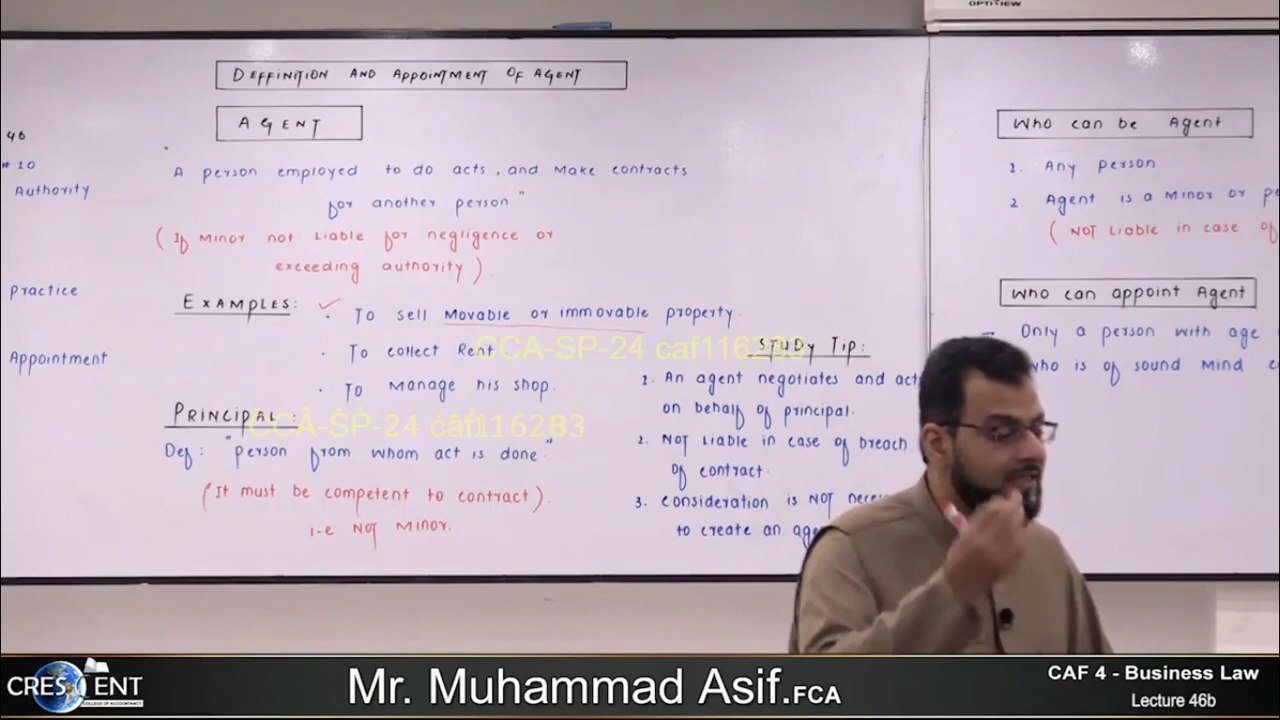 OPTIVIEW
DEFFINITION AND APPOINTMENT OF AGENT
AGENT
46
# 10
Authority
practice
Appointment
A person employed to do acts, and Make contracts
for another person."
(If Minor not Liable for negligence or
exceeding authority).
EXAMPLES:
. To sell Movable or immovable property.
. To collect Rent
. To Manage his shop.
PRINCIPAL:
Def: "person from whom act is done"
(It must be competent to contract).
i-e NOT Minor.
STUDY TIP:
1. An agent negotiates and act
on behalf of principal.
2. NOT Liable in case of breach
of contract.
3. Consideration is NOT
to create an
Who can be Agent
1. Any person
2 Agent is a Minor or
( NOT Liable in case of
Who can appoint Agent
- Only a person with age
who is of sound Mind
CCA-SP-24 caf116283
CCA-SP-24 caf116283
CRESCENT
COLLEGE OF ACCOUNTANCY
Mr. Muhammad Asif.FCA
CAF 4 - Business Law
Lecture 46b